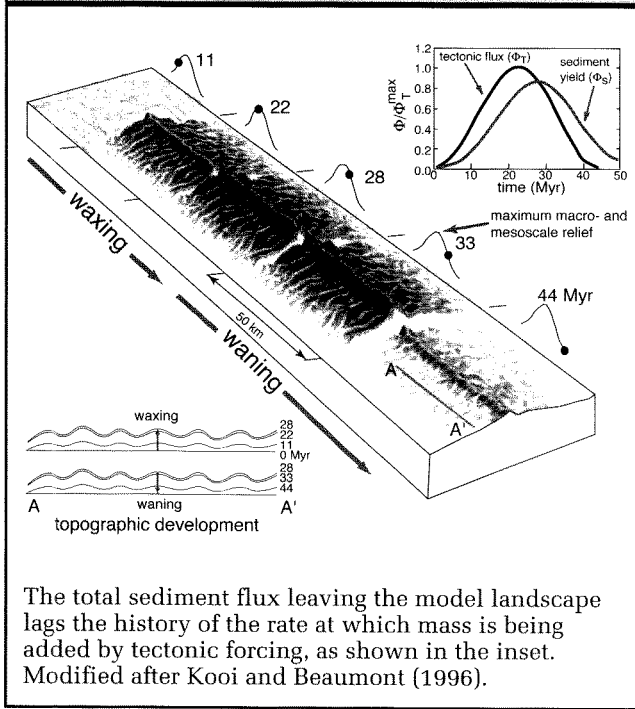 11
22
28
33
44 Myr
1.2
1.0
0.8
0.6
0.4
0.2
0.0
Φ/Φ_T^max
tectonic flux (Φ_T)
sediment
yield (Φ_S)
0 10 20 30 40 50
time (Myr)
maximum macro- and
mesoscale relief
waxing
waning
50 km
A
A'
waxing
28
22
11
0 Myr
28
33
44
waning
A
A'
topographic development
The total sediment flux leaving the model landscape
lags the history of the rate at which mass is being
added by tectonic forcing, as shown in the inset.
Modified after Kooi and Beaumont (1996).